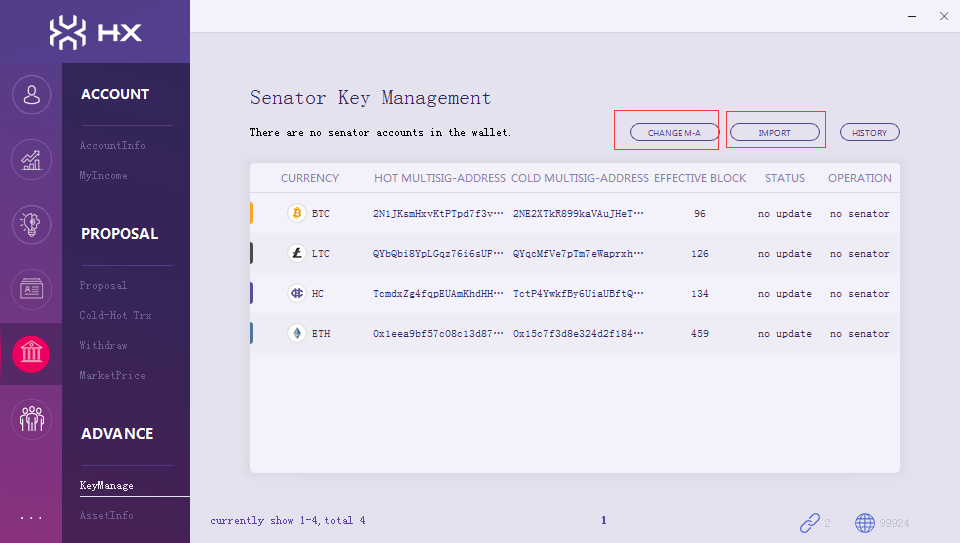 HX
ACCOUNT
AccountInfo
MyIncome
PROPOSAL
Proposal
Cold-Hot Trx
Withdraw
MarketPrice
ADVANCE
KeyManage
AssetInfo
...
Senator Key Management
There are no senator accounts in the wallet.
CHANGE M-A IMPORT HISTORY
CURRENCY HOT MULTISIG-ADDRESS COLD MULTISIG-ADDRESS EFFECTIVE BLOCK STATUS OPERATION
BTC 2N1JKsmHxvKtPTpd7f3v… 2NE2XTkR899kaVAuJHeT… 96 no update no senator
LTC QYbQbi8YpLGqz76i6sUF… QYqcMfVe7pTm7eWaprxh… 126 no update no senator
HC TcmdxZg4fqpEUAmKhdHH… TctP4YwkfBy6UiaUBftQ… 134 no update no senator
ETH 0x1eea9bf57c08c13d87… 0x15c7f3d8e324d2f184… 459 no update no senator
currently show 1-4,total 4 1
2 99924